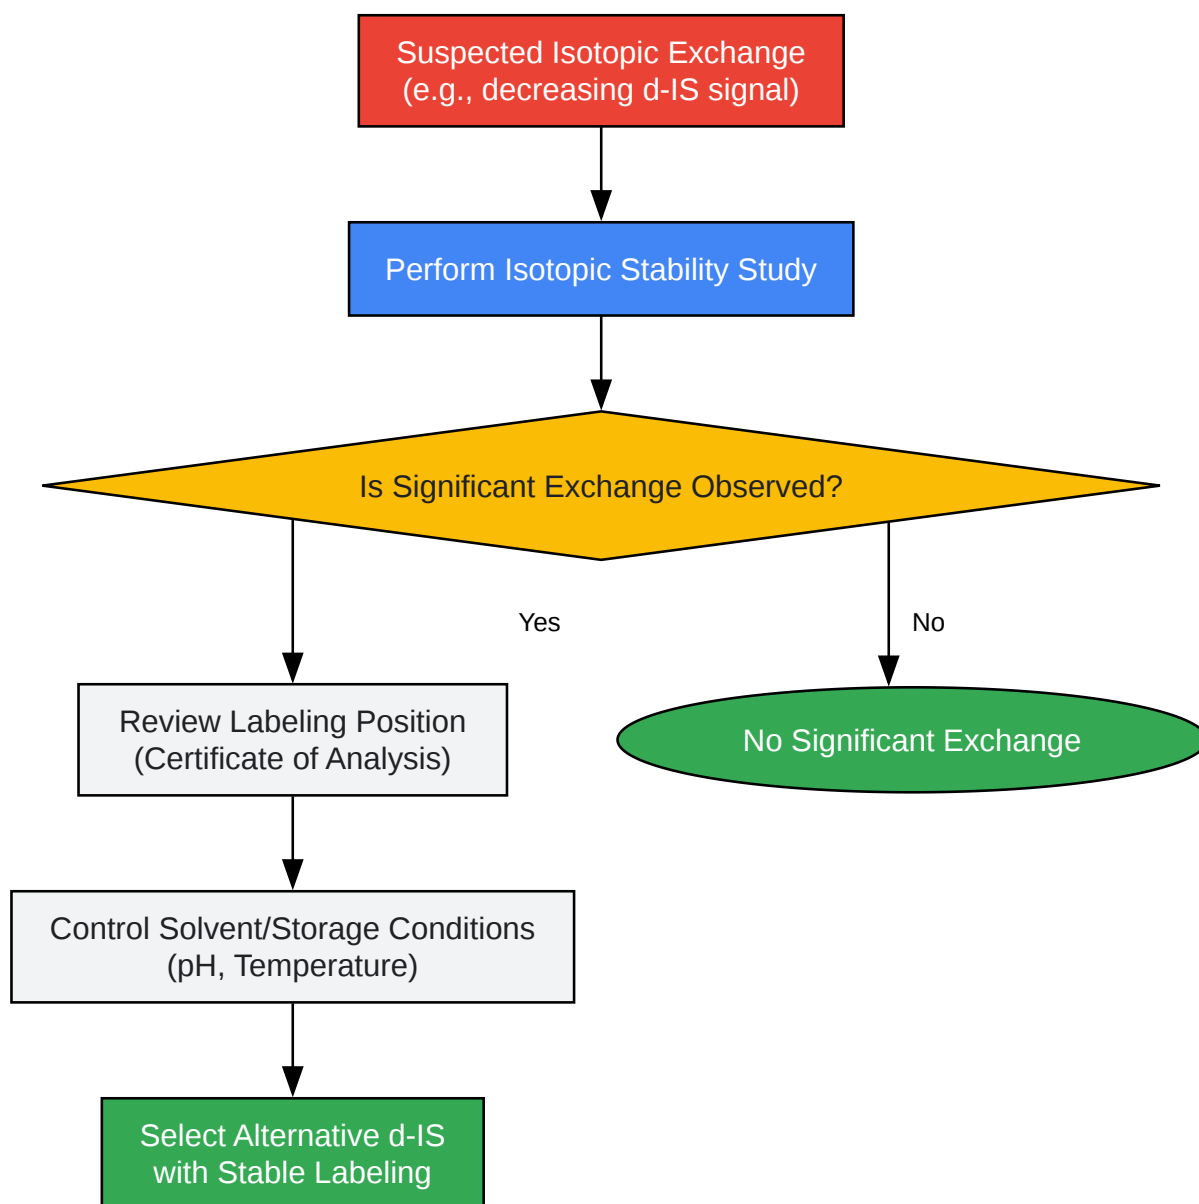 Suspected Isotopic Exchange
(e.g., decreasing d-IS signal)
Perform Isotopic Stability Study
Is Significant Exchange Observed?
Yes
No
Review Labeling Position
(Certificate of Analysis)
No Significant Exchange
Control Solvent/Storage Conditions
(pH, Temperature)
Select Alternative d-IS
with Stable Labeling